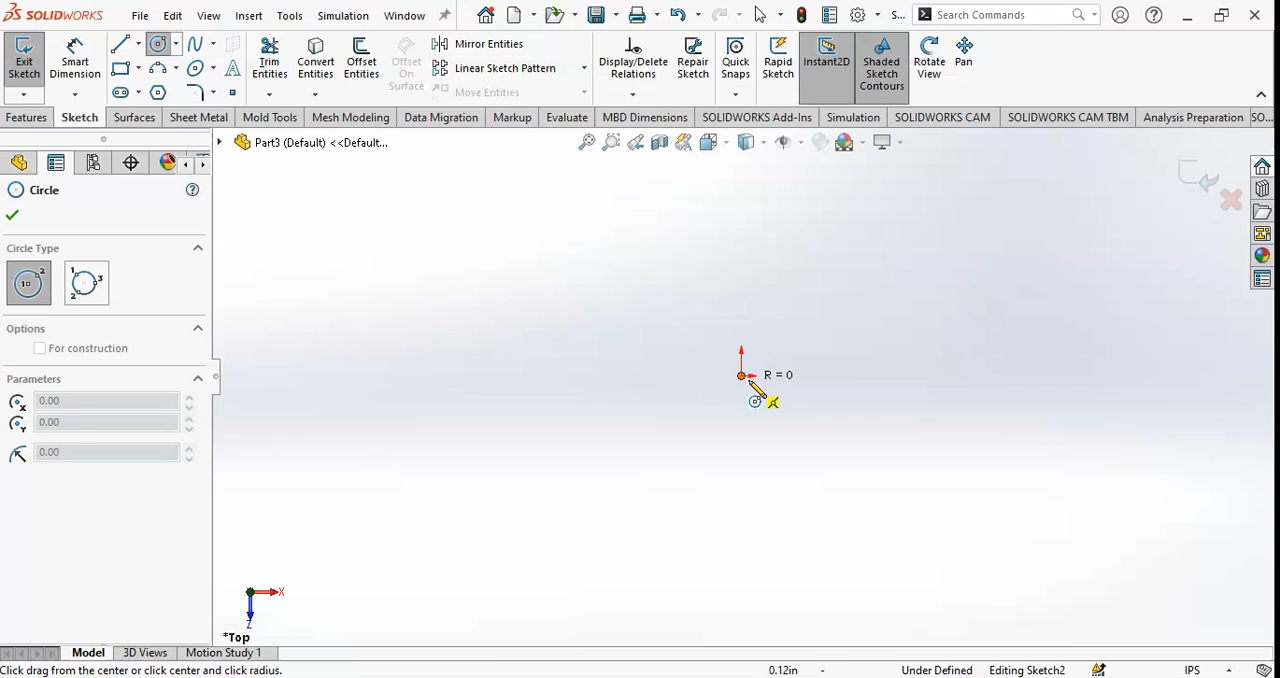 SOLIDWORKS File Edit View Insert Tools Simulation Window S... Search Commands
Exit Sketch Smart Dimension Trim Entities Convert Entities Offset Entities Offset On Surface Mirror Entities Linear Sketch Pattern Move Entities Display/Delete Relations Repair Sketch Quick Snaps Rapid Sketch Instant2D Shaded Sketch Contours Rotate View Pan
Features Sketch Surfaces Sheet Metal Mold Tools Mesh Modeling Data Migration Markup Evaluate MBD Dimensions SOLIDWORKS Add-Ins Simulation SOLIDWORKS CAM SOLIDWORKS CAM TBM Analysis Preparation SO...
Part3 (Default) <<Default...
Circle
Circle Type
Options
For construction
Parameters
0.00
0.00
0.00
R = 0
X
Z
*Top
Model 3D Views Motion Study 1
Click drag from the center or click center and click radius. 0.12in - Under Defined Editing Sketch2 IPS